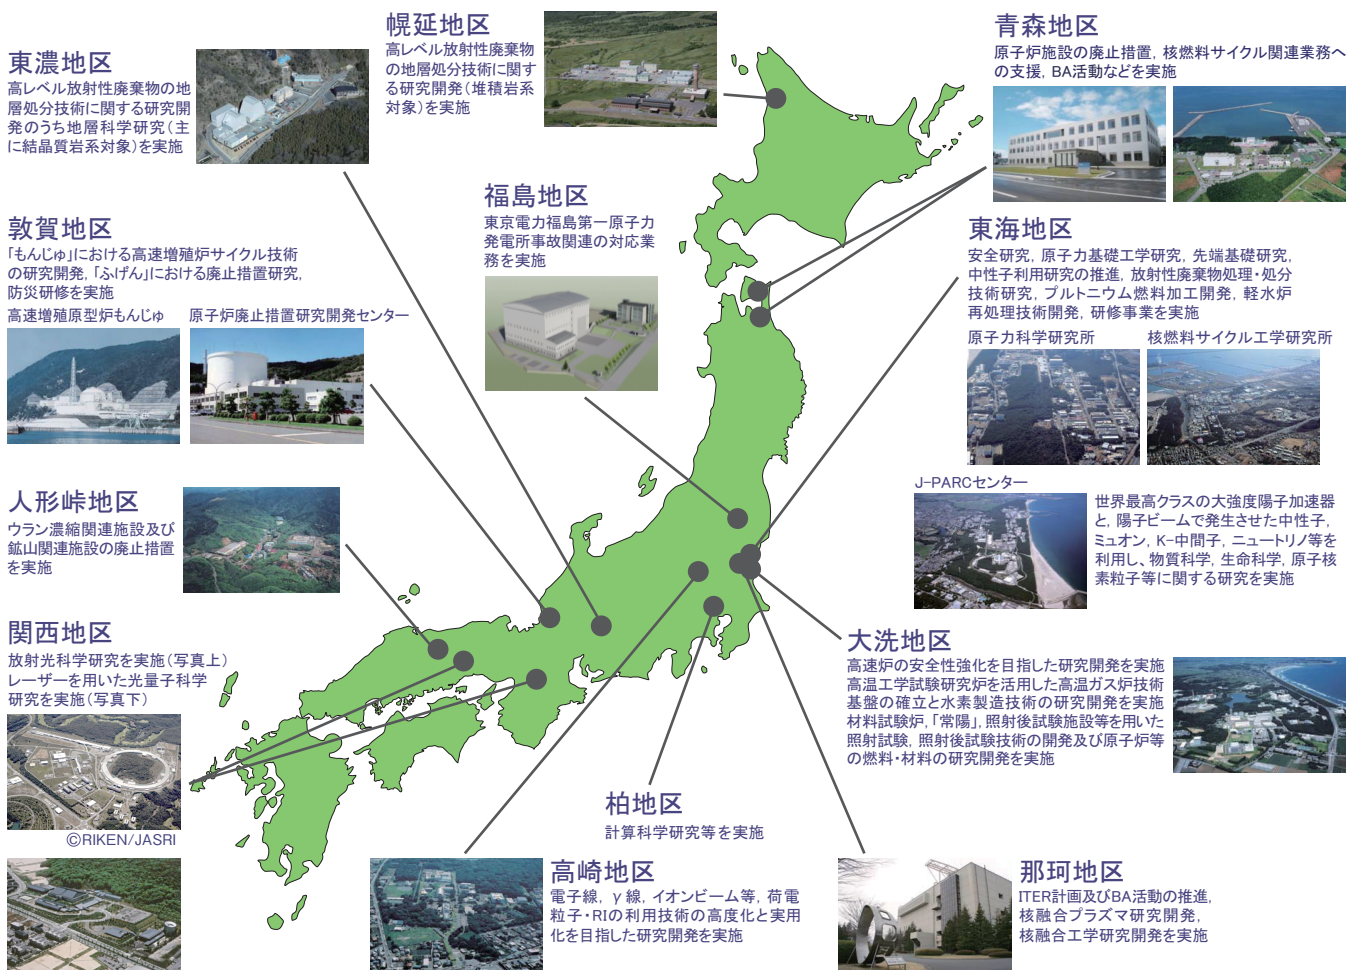 東濃地区
高レベル放射性廃棄物の地
層処分技術に関する研究開
発のうち地層科学研究（主
に結晶質岩系対象）を実施
幌延地区
高レベル放射性廃棄物
の地層処分技術に関す
る研究開発（堆積岩系
対象）を実施
青森地区
原子炉施設の廃止措置，核燃料サイクル関連業務へ
の支援，BA活動などを実施
敦賀地区
「もんじゅ」における高速増殖炉サイクル技術
の研究開発，「ふげん」における廃止措置研究，
防災研修を実施
高速増殖原型炉もんじゅ
原子炉廃止措置研究開発センター
福島地区
東京電力福島第一原子力
発電所事故関連の対応業
務を実施
東海地区
安全研究，原子力基礎工学研究，先端基礎研究，
中性子利用研究の推進，放射性廃棄物処理・処分
技術研究，プルトニウム燃料加工開発，軽水炉
再処理技術開発，研修事業を実施
原子力科学研究所
核燃料サイクル工学研究所
J-PARCセンター
世界最高クラスの大強度陽子加速器
と，陽子ビームで発生させた中性子，
ミュオン，K-中間子，ニュートリノ等を
利用し、物質科学，生命科学，原子核
素粒子等に関する研究を実施
人形峠地区
ウラン濃縮関連施設及び
鉱山関連施設の廃止措置
を実施
関西地区
放射光科学研究を実施（写真上）
レーザーを用いた光量子科学
研究を実施（写真下）
©RIKEN/JASRI
大洗地区
高速炉の安全性強化を目指した研究開発を実施
高温工学試験研究炉を活用した高温ガス炉技術
基盤の確立と水素製造技術の研究開発を実施
材料試験炉，「常陽」，照射後試験施設等を用いた
照射試験，照射後試験技術の開発及び原子炉等
の燃料・材料の研究開発を実施
柏地区
計算科学研究等を実施
高崎地区
電子線，γ線，イオンビーム等，荷電
粒子・RIの利用技術の高度化と実用
化を目指した研究開発を実施
那珂地区
ITER計画及びBA活動の推進，
核融合プラズマ研究開発，
核融合工学研究開発を実施